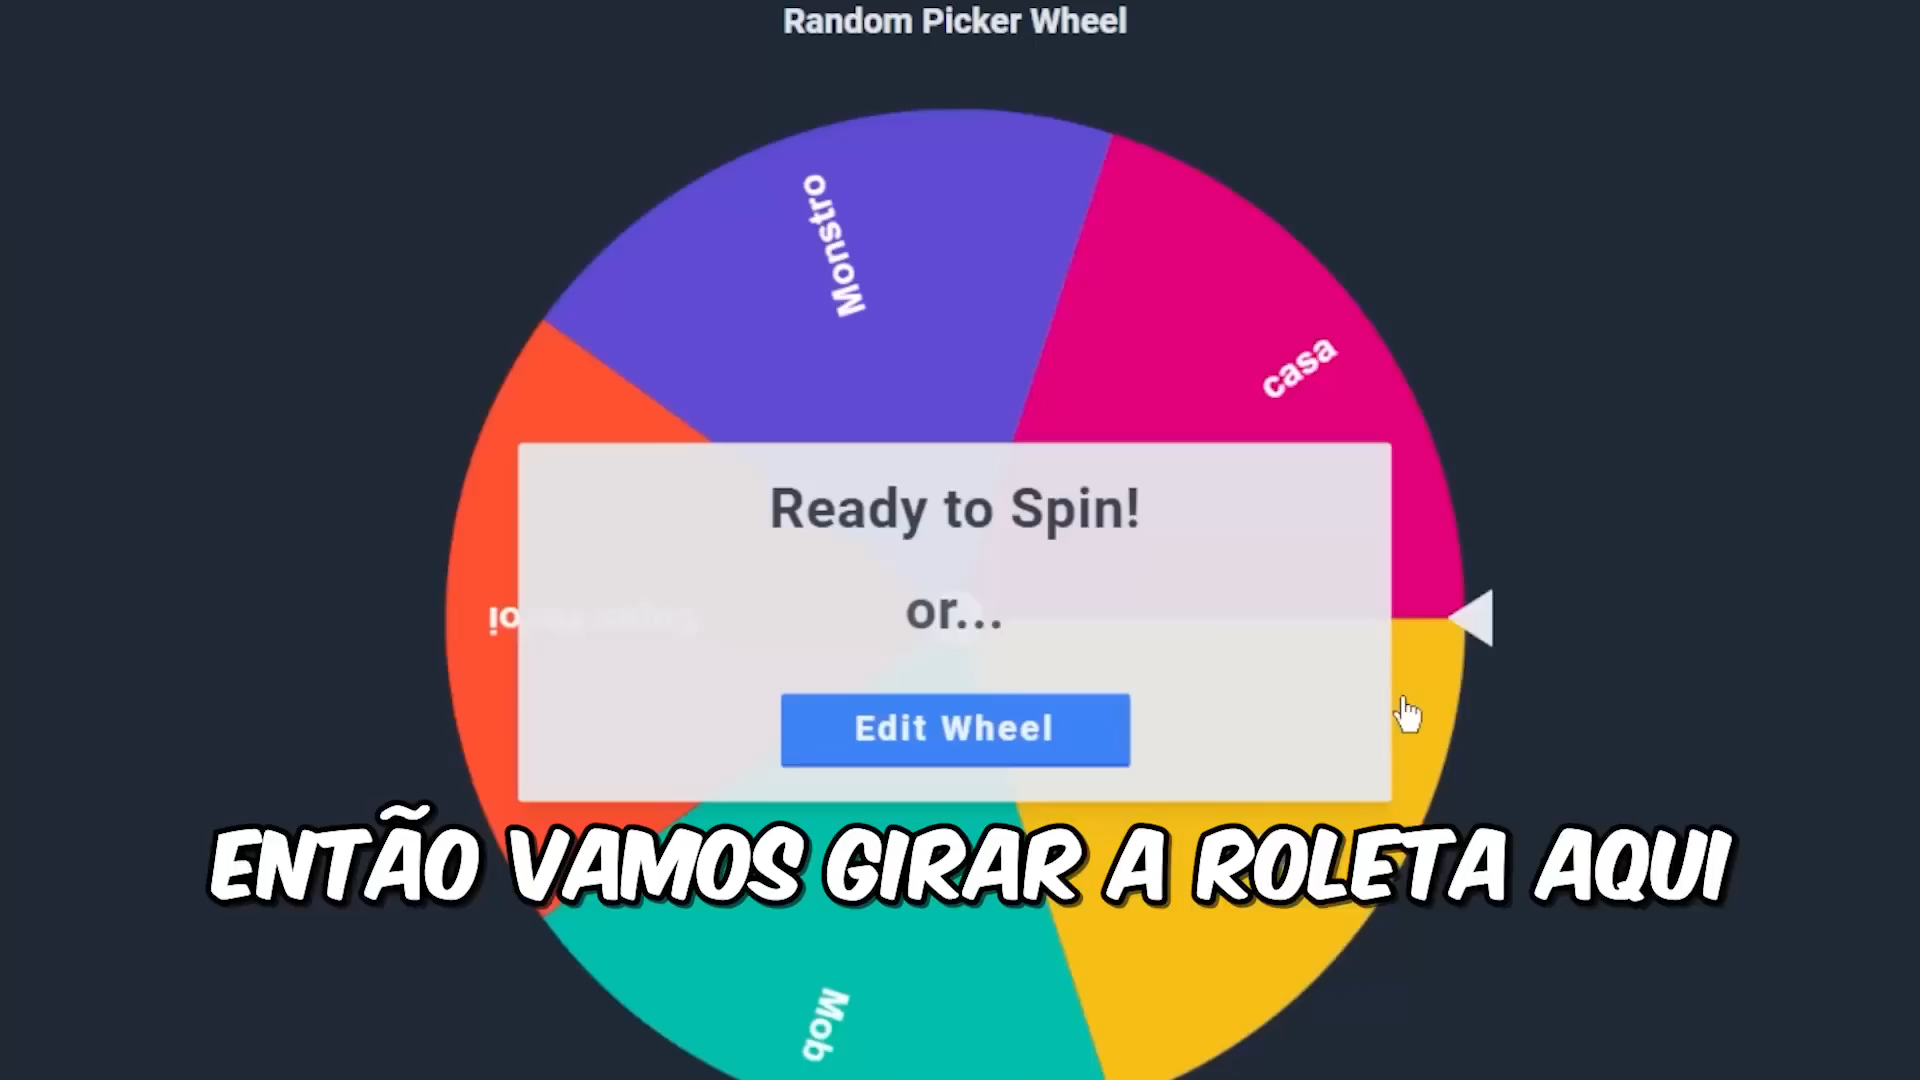 Random Picker Wheel
Monstro
casa
Ready to Spin!
or...
Edit Wheel
ENTÃO VAMOS GIRAR A ROLETA AQUI
Mob